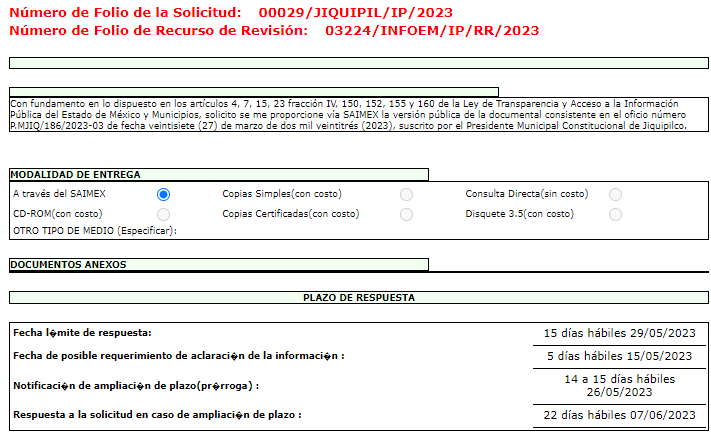 Número de Folio de la Solicitud: 00029/JIQUIPIL/IP/2023
Número de Folio de Recurso de Revisión: 03224/INFOEM/IP/RR/2023
Con fundamento en lo dispuesto en los artículos 4, 7, 15, 23 fracción IV, 150, 152, 155 y 160 de la Ley de Transparencia y Acceso a la Información
Pública del Estado de México y Municipios, solicito se me proporcione vía SAIMEX la versión pública de la documental consistente en el oficio número
P.MJIQ/186/2023-03 de fecha veintisiete (27) de marzo de dos mil veintitrés (2023), suscrito por el Presidente Municipal Constitucional de Jiquipilco.
MODALIDAD DE ENTREGA
A través del SAIMEX Copias Simples(con costo) Consulta Directa(sin costo)
CD-ROM(con costo) Copias Certificadas(con costo) Disquete 3.5(con costo)
OTRO TIPO DE MEDIO (Especificar):
DOCUMENTOS ANEXOS
PLAZO DE RESPUESTA
Fecha l�mite de respuesta: 15 días hábiles 29/05/2023
Fecha de posible requerimiento de aclaraci�n de la informaci�n : 5 días hábiles 15/05/2023
Notificaci�n de ampliaci�n de plazo(pr�rroga) : 14 a 15 días hábiles
26/05/2023
Respuesta a la solicitud en caso de ampliaci�n de plazo : 22 días hábiles 07/06/2023